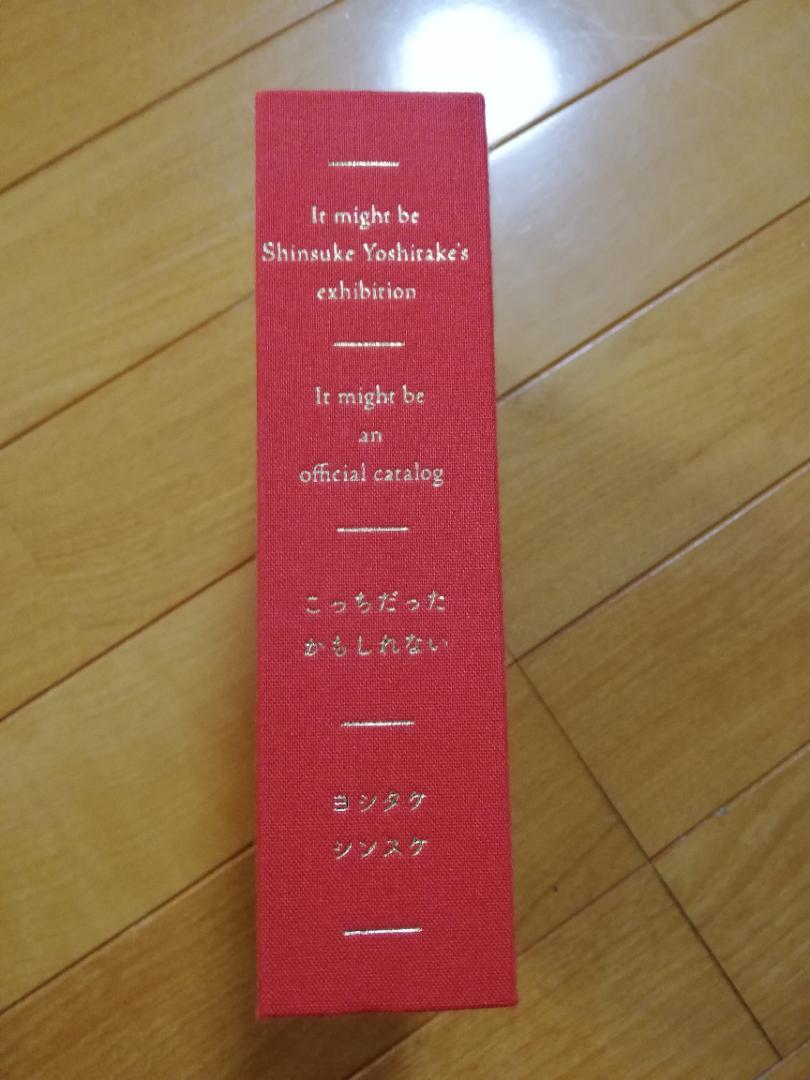 It might be
Shinsuke Yoshitake's
exhibition
It might be
an
official catalog
こっちだった
かもしれない
ヨシタケ
シンスケ